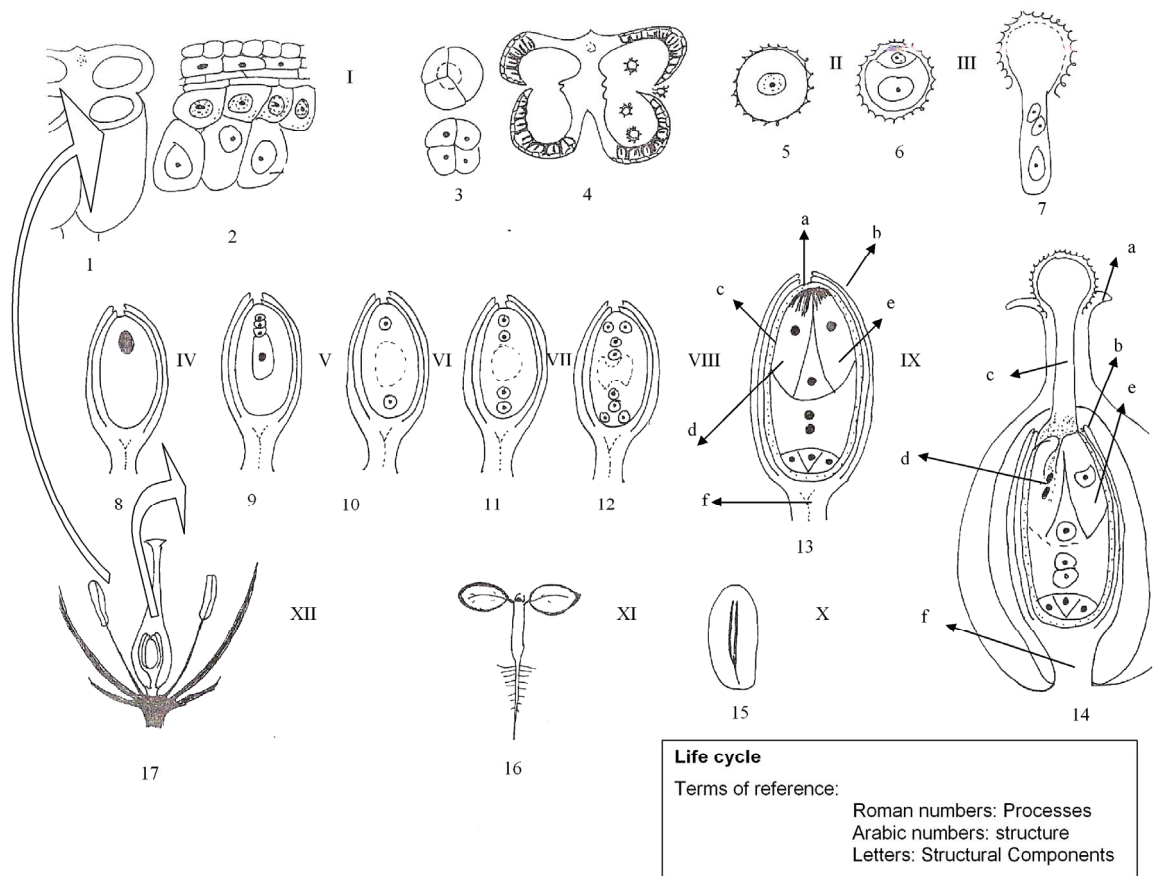 I
II
III
1
2
3
4
5
6
7
a
b
c
e
d
f
IV
V
VI
VII
VIII
IX
8
9
10
11
12
13
a
b
c
e
d
f
14
XII
XI
X
17
16
15
Life cycle
Terms of reference:
Roman numbers: Processes
Arabic numbers: structure
Letters: Structural Components